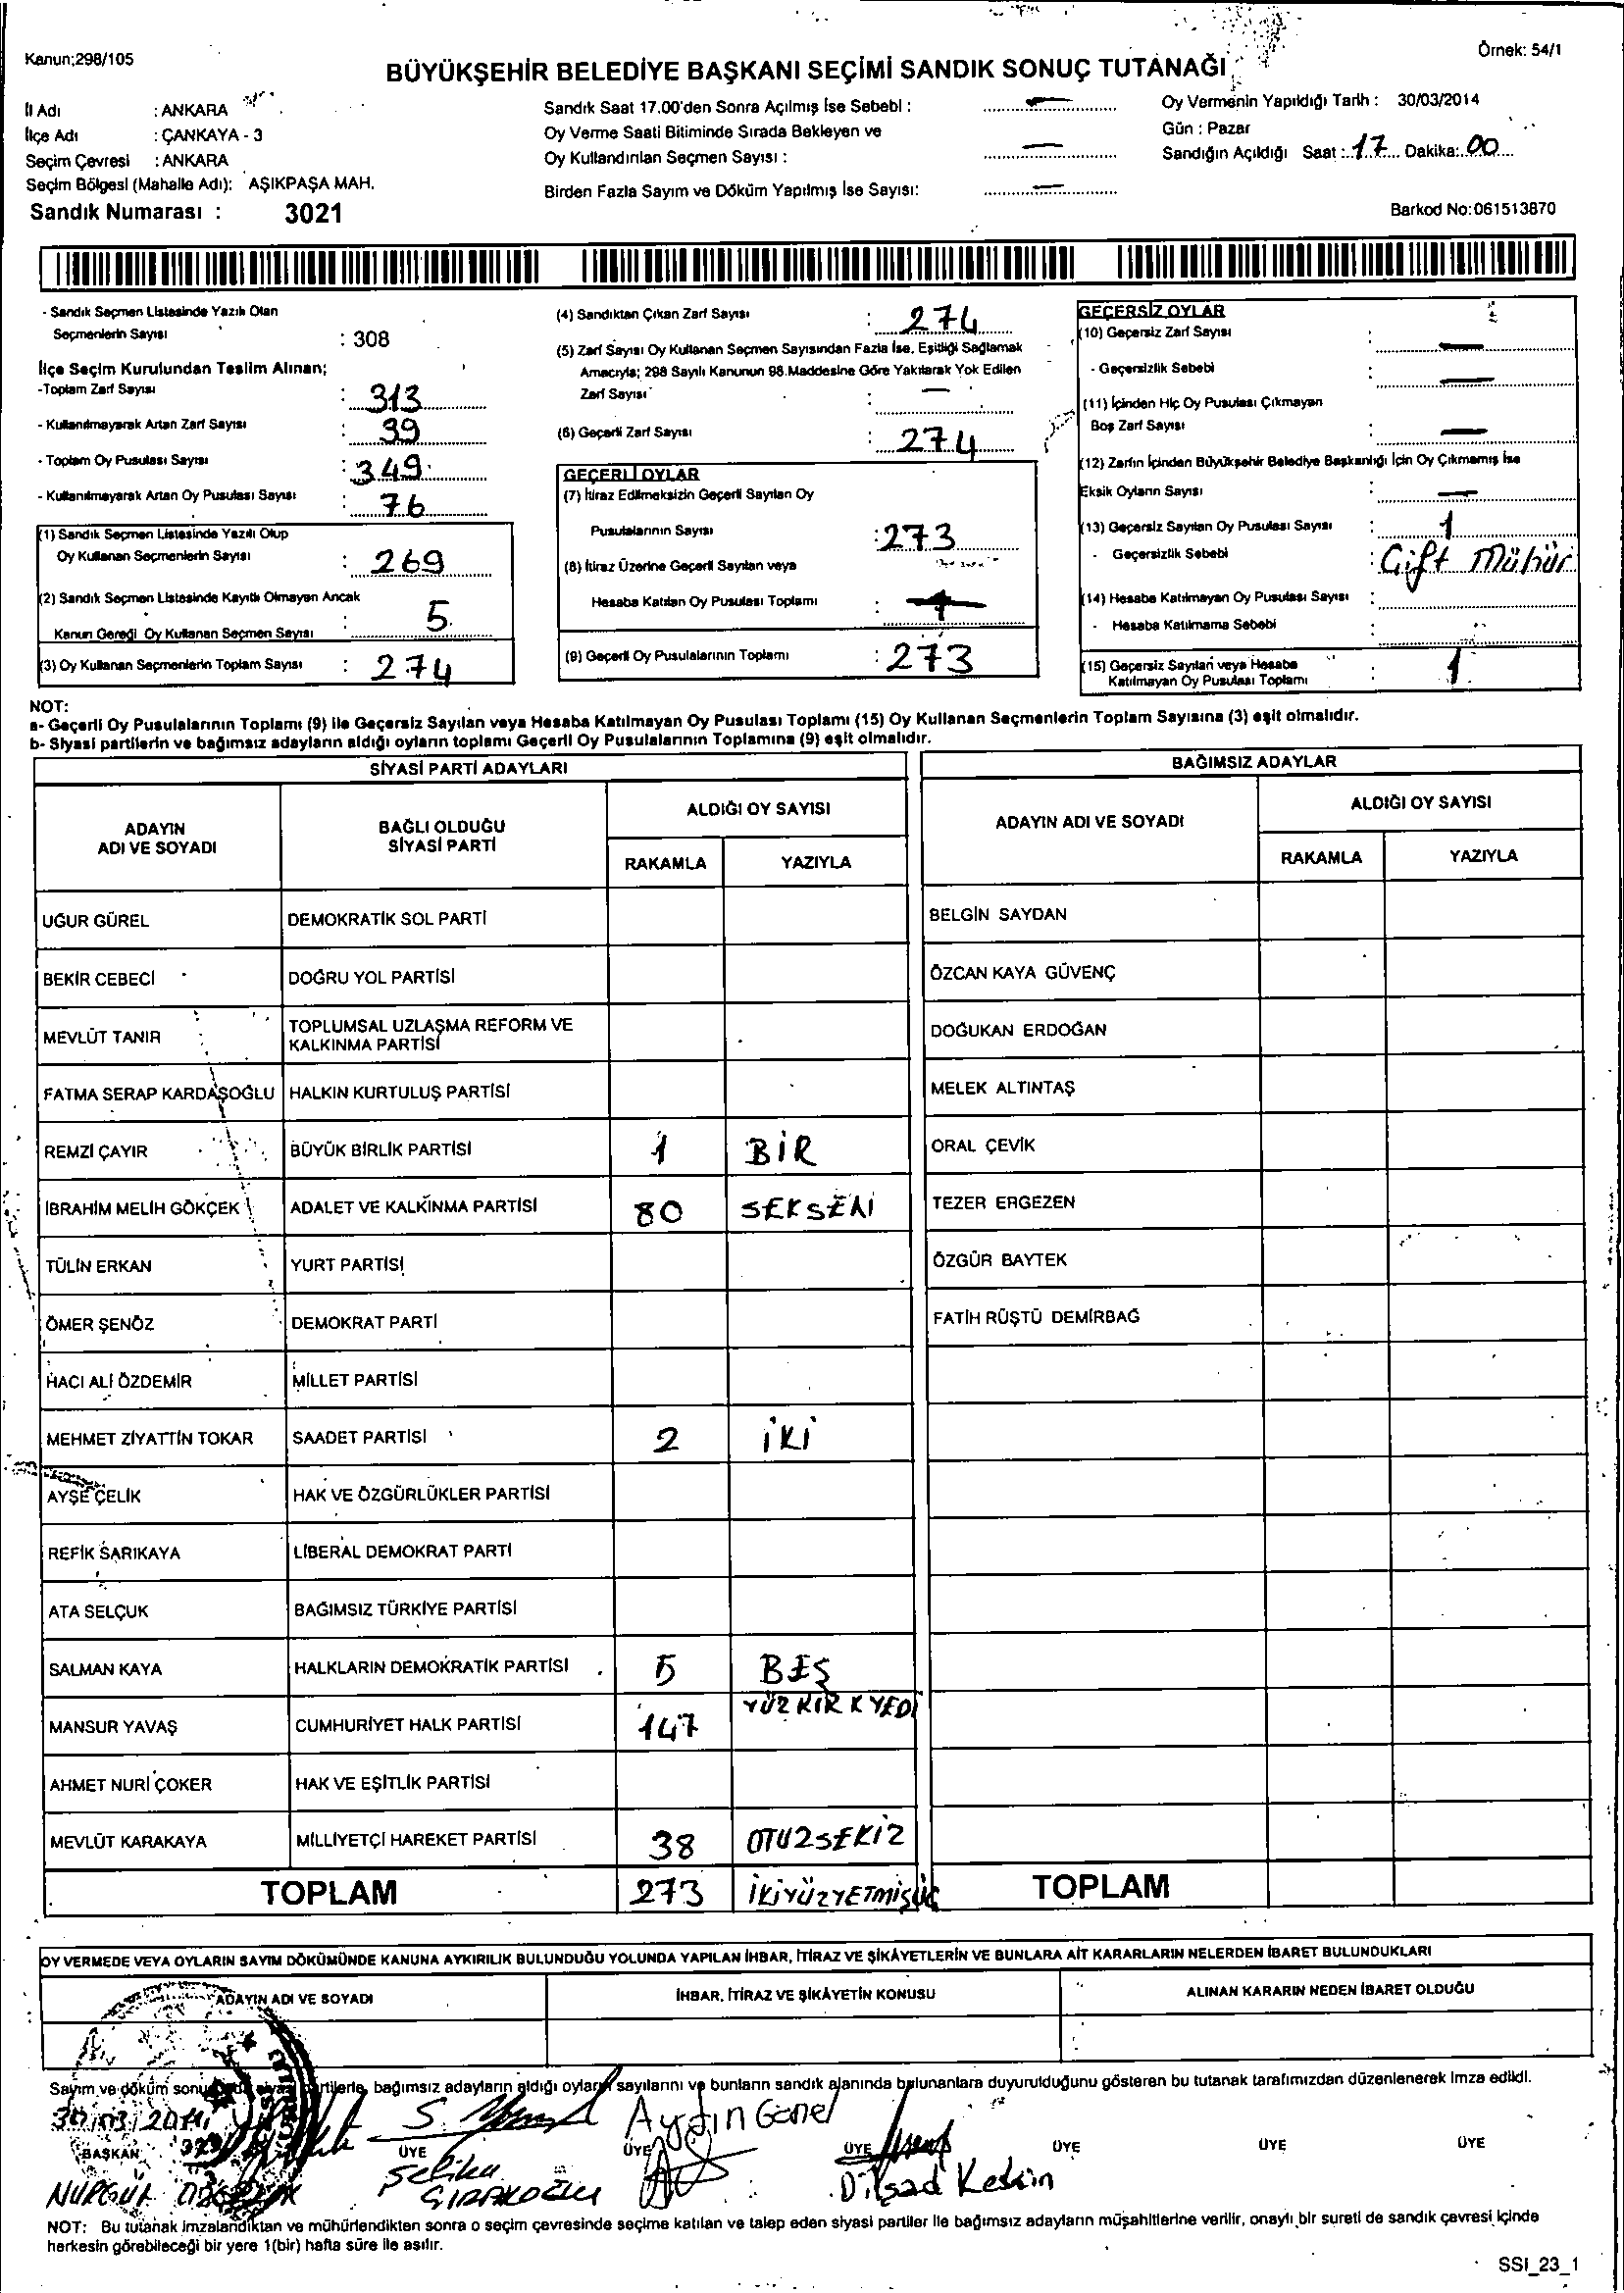 Kanun;298/105
Örnek: 54/1
BÜYÜKŞEHİR BELEDİYE BAŞKANI SEÇİMİ SANDIK SONUÇ TUTANAĞI
İl Adı : ANKARA
İlçe Adı : ÇANKAYA - 3
Seçim Çevresi : ANKARA
Seçim Bölgesi (Mahalle Adı): AŞIKPAŞA MAH.
Sandık Numarası : 3021
Sandık Saat 17.00'den Sonra Açılmış İse Sebebi : —
Oy Verme Saati Bitiminde Sırada Bekleyen ve
Oy Kullandırılan Seçmen Sayısı : —
Birden Fazla Sayım ve Döküm Yapılmış İse Sayısı: —
Oy Vermenin Yapıldığı Tarih : 30/03/2014
Gün : Pazar
Sandığın Açıldığı Saat : 17 Dakika: 00
Barkod No:061513870
- Sandık Seçmen Listesinde Yazılı Olan
Seçmenlerin Sayısı : 308
İlçe Seçim Kurulundan Teslim Alınan;
-Toplam Zarf Sayısı : 313
- Kullanılmayarak Artan Zarf Sayısı : 39
- Toplam Oy Pusulası Sayısı : 349
- Kullanılmayarak Artan Oy Pusulası Sayısı : 76
(1) Sandık Seçmen Listesinde Yazılı Olup
Oy Kullanan Seçmenlerin Sayısı : 269
(2) Sandık Seçmen Listesinde Kayıtlı Olmayan Ancak
Kanun Gereği Oy Kullanan Seçmen Sayısı : 5
(3) Oy Kullanan Seçmenlerin Toplam Sayısı : 274
(4) Sandıktan Çıkan Zarf Sayısı : 274
(5) Zarf Sayısı Oy Kullanan Seçmen Sayısından Fazla İse, Eşitliği Sağlamak
Amacıyla; 298 Sayılı Kanunun 98.Maddesine Göre Yakılarak Yok Edilen
Zarf Sayısı : —
(6) Geçerli Zarf Sayısı : 274
GEÇERLİ OYLAR
(7) İtiraz Edilmeksizin Geçerli Sayılan Oy
Pusulalarının Sayısı :273
(8) İtiraz Üzerine Geçerli Sayılan veya
Hesaba Katılan Oy Pusulası Toplamı :
(9) Geçerli Oy Pusulalarının Toplamı : 273
GEÇERSİZ OYLAR
(10) Geçersiz Zarf Sayısı : —
- Geçersizlik Sebebi : —
(11) İçinden Hiç Oy Pusulası Çıkmayan
Boş Zarf Sayısı : —
(12) Zarfın İçinden Büyükşehir Belediye Başkanlığı İçin Oy Çıkmamış İse
Eksik Oyların Sayısı : —
(13) Geçersiz Sayılan Oy Pusulası Sayısı : 1
- Geçersizlik Sebebi : Çift Mühür
(14) Hesaba Katılmayan Oy Pusulası Sayısı :
- Hesaba Katılmama Sebebi :
(15) Geçersiz Sayılan veya Hesaba
Katılmayan Oy Pusulası Toplamı : 1
NOT:
a- Geçerli Oy Pusulalarının Toplamı (9) ile Geçersiz Sayılan veya Hesaba Katılmayan Oy Pusulası Toplamı (15) Oy Kullanan Seçmenlerin Toplam Sayısına (3) eşit olmalıdır.
b- Siyasi partilerin ve bağımsız adayların aldığı oyların toplamı Geçerli Oy Pusulalarının Toplamına (9) eşit olmalıdır.
SİYASİ PARTİ ADAYLARI
ADAYIN
ADI VE SOYADI
BAĞLI OLDUĞU
SİYASİ PARTİ
ALDIĞI OY SAYISI
RAKAMLA YAZIYLA
UĞUR GÜREL DEMOKRATİK SOL PARTİ
BEKİR CEBECİ DOĞRU YOL PARTİSİ
MEVLÜT TANIR TOPLUMSAL UZLAŞMA REFORM VE
KALKINMA PARTİSİ
FATMA SERAP KARDAŞOĞLU HALKIN KURTULUŞ PARTİSİ
REMZİ ÇAYIR BÜYÜK BİRLİK PARTİSİ 1 BİR
İBRAHİM MELİH GÖKÇEK ADALET VE KALKINMA PARTİSİ 80 SEKSEN
TÜLİN ERKAN YURT PARTİSİ
ÖMER ŞENÖZ DEMOKRAT PARTİ
HACI ALİ ÖZDEMİR MİLLET PARTİSİ
MEHMET ZİYATTİN TOKAR SAADET PARTİSİ 2 İKİ
AYŞE ÇELİK HAK VE ÖZGÜRLÜKLER PARTİSİ
REFİK SARIKAYA LİBERAL DEMOKRAT PARTİ
ATA SELÇUK BAĞIMSIZ TÜRKİYE PARTİSİ
SALMAN KAYA HALKLARIN DEMOKRATİK PARTİSİ 5 BEŞ
MANSUR YAVAŞ CUMHURİYET HALK PARTİSİ 147 YÜZKIRKYEDİ
AHMET NURİ ÇOKER HAK VE EŞİTLİK PARTİSİ
MEVLÜT KARAKAYA MİLLİYETÇİ HAREKET PARTİSİ 38 OTUZSEKİZ
TOPLAM 273 İKİYÜZYETMİŞÜÇ
BAĞIMSIZ ADAYLAR
ADAYIN ADI VE SOYADI
ALDIĞI OY SAYISI
RAKAMLA YAZIYLA
BELGİN SAYDAN
ÖZCAN KAYA GÜVENÇ
DOĞUKAN ERDOĞAN
MELEK ALTINTAŞ
ORAL ÇEVİK
TEZER ERGEZEN
ÖZGÜR BAYTEK
FATİH RÜŞTÜ DEMİRBAĞ
TOPLAM
OY VERMEDE VEYA OYLARIN SAYIM DÖKÜMÜNDE KANUNA AYKIRILIK BULUNDUĞU YOLUNDA YAPILAN İHBAR, İTİRAZ VE ŞİKÂYETLERİN VE BUNLARA AİT KARARLARIN NELERDEN İBARET BULUNDUKLARI
ADAYIN ADI VE SOYADI
İHBAR, İTİRAZ VE ŞİKÂYETİN KONUSU
ALINAN KARARIN NEDEN İBARET OLDUĞU
Sayım ve döküm bağımsız adayların aldığı oyların sayılarını ve bunların sandık alanında bulunanlara duyurulduğunu gösteren bu tutanak tarafımızdan düzenlenerek imza edildi.
30/03/2014
Aydın Genel
BAŞKAN ÜYE ÜYE ÜYE ÜYE ÜYE ÜYE
Dilşad Keskin
NOT: Bu tutanak imzalandıktan ve mühürlendikten sonra o seçim çevresinde seçime katılan ve talep eden siyasi partiler ile bağımsız adayların müşahitlerine verilir, onaylı bir sureti de sandık çevresi içinde
herkesin görebileceği bir yere 1(bir) hafta süre ile asılır.
SSI_23_1